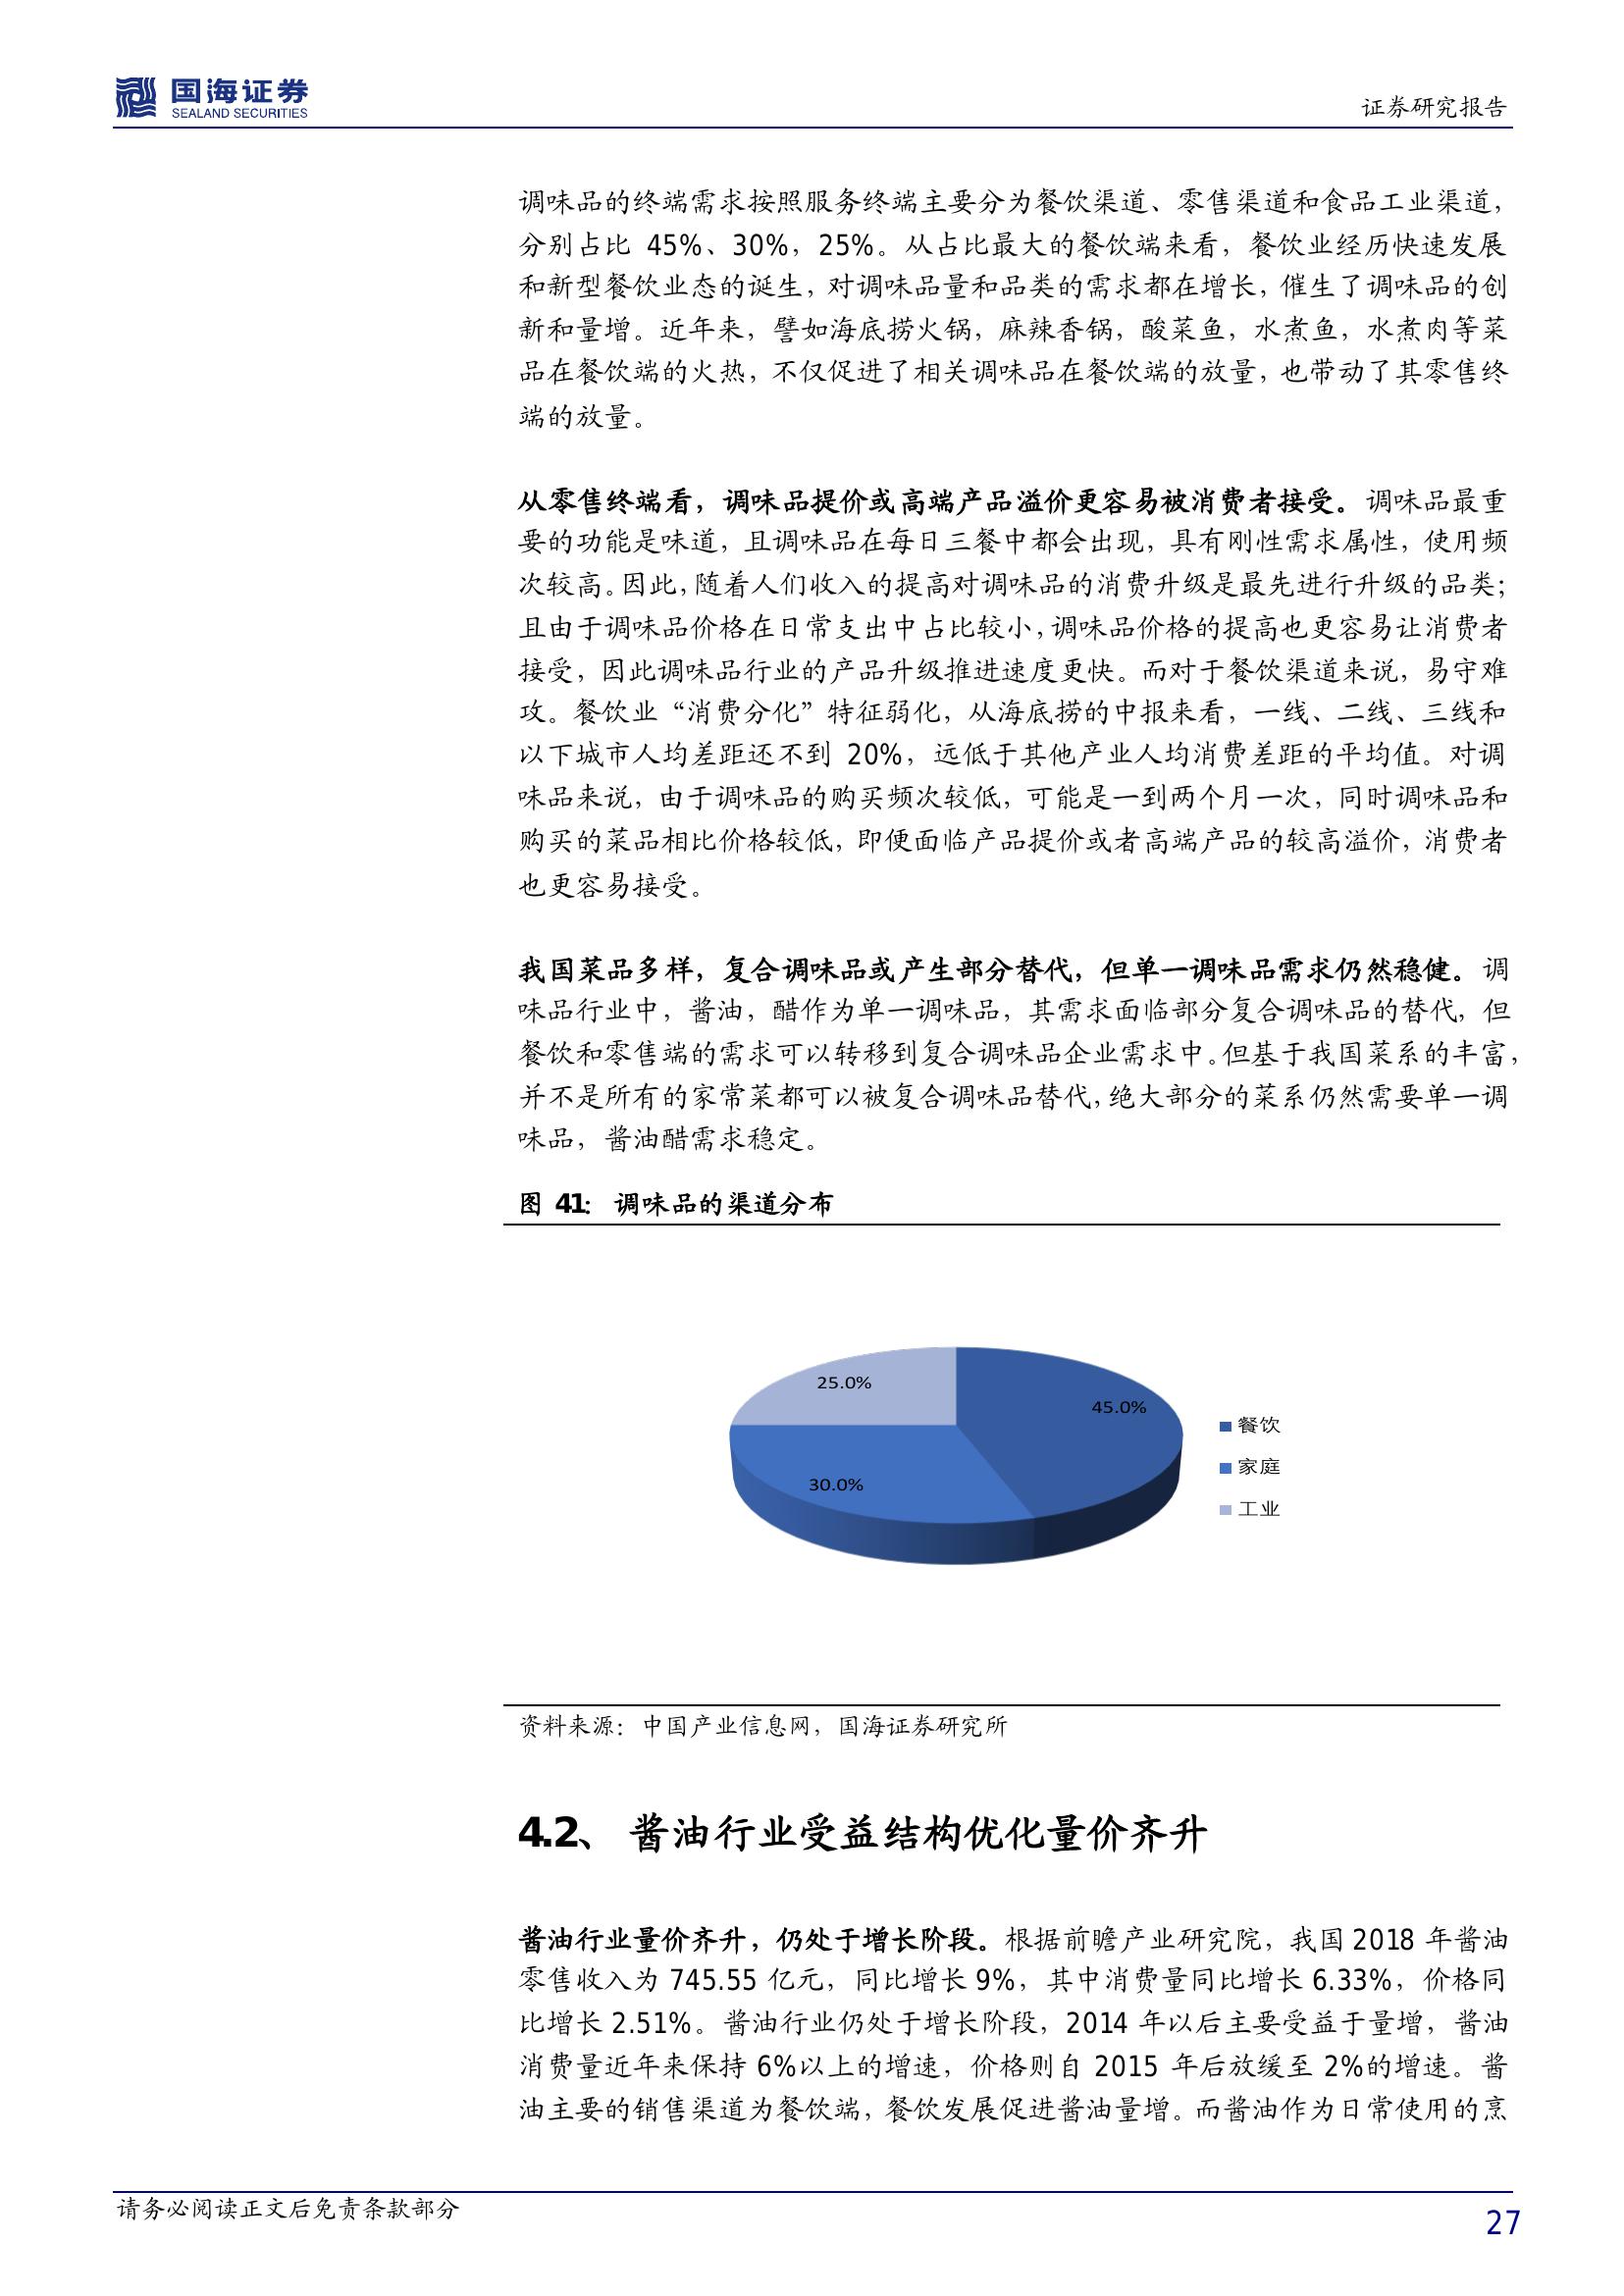 国海证券
SEALAND SECURITIES
证券研究报告
调味品的终端需求按照服务终端主要分为餐饮渠道、零售渠道和食品工业渠道，
分别占比 45%、30%，25%。从占比最大的餐饮端来看，餐饮业经历快速发展
和新型餐饮业态的诞生，对调味品量和品类的需求都在增长，催生了调味品的创
新和量增。近年来，譬如海底捞火锅，麻辣香锅，酸菜鱼，水煮鱼，水煮肉等菜
品在餐饮端的火热，不仅促进了相关调味品在餐饮端的放量，也带动了其零售终
端的放量。
从零售终端看，调味品提价或高端产品溢价更容易被消费者接受。调味品最重
要的功能是味道，且调味品在每日三餐中都会出现，具有刚性需求属性，使用频
次较高。因此，随着人们收入的提高对调味品的消费升级是最先进行升级的品类；
且由于调味品价格在日常支出中占比较小，调味品价格的提高也更容易让消费者
接受，因此调味品行业的产品升级推进速度更快。而对于餐饮渠道来说，易守难
攻。餐饮业“消费分化”特征弱化，从海底捞的中报来看，一线、二线、三线和
以下城市人均差距还不到 20%，远低于其他产业人均消费差距的平均值。对调
味品来说，由于调味品的购买频次较低，可能是一到两个月一次，同时调味品和
购买的菜品相比价格较低，即便面临产品提价或者高端产品的较高溢价，消费者
也更容易接受。
我国菜品多样，复合调味品或产生部分替代，但单一调味品需求仍然稳健。调
味品行业中，酱油，醋作为单一调味品，其需求面临部分复合调味品的替代，但
餐饮和零售端的需求可以转移到复合调味品企业需求中。但基于我国菜系的丰富，
并不是所有的家常菜都可以被复合调味品替代，绝大部分的菜系仍然需要单一调
味品，酱油醋需求稳定。
图 41： 调味品的渠道分布
25.0%
45.0%
30.0%
餐饮
家庭
工业
资料来源：中国产业信息网，国海证券研究所
4.2、 酱油行业受益结构优化量价齐升
酱油行业量价齐升，仍处于增长阶段。根据前瞻产业研究院，我国 2018 年酱油
零售收入为 745.55 亿元，同比增长 9%，其中消费量同比增长 6.33%，价格同
比增长 2.51%。酱油行业仍处于增长阶段，2014 年以后主要受益于量增，酱油
消费量近年来保持 6%以上的增速，价格则自 2015 年后放缓至 2%的增速。酱
油主要的销售渠道为餐饮端，餐饮发展促进酱油量增。而酱油作为日常使用的烹
请务必阅读正文后免责条款部分
27